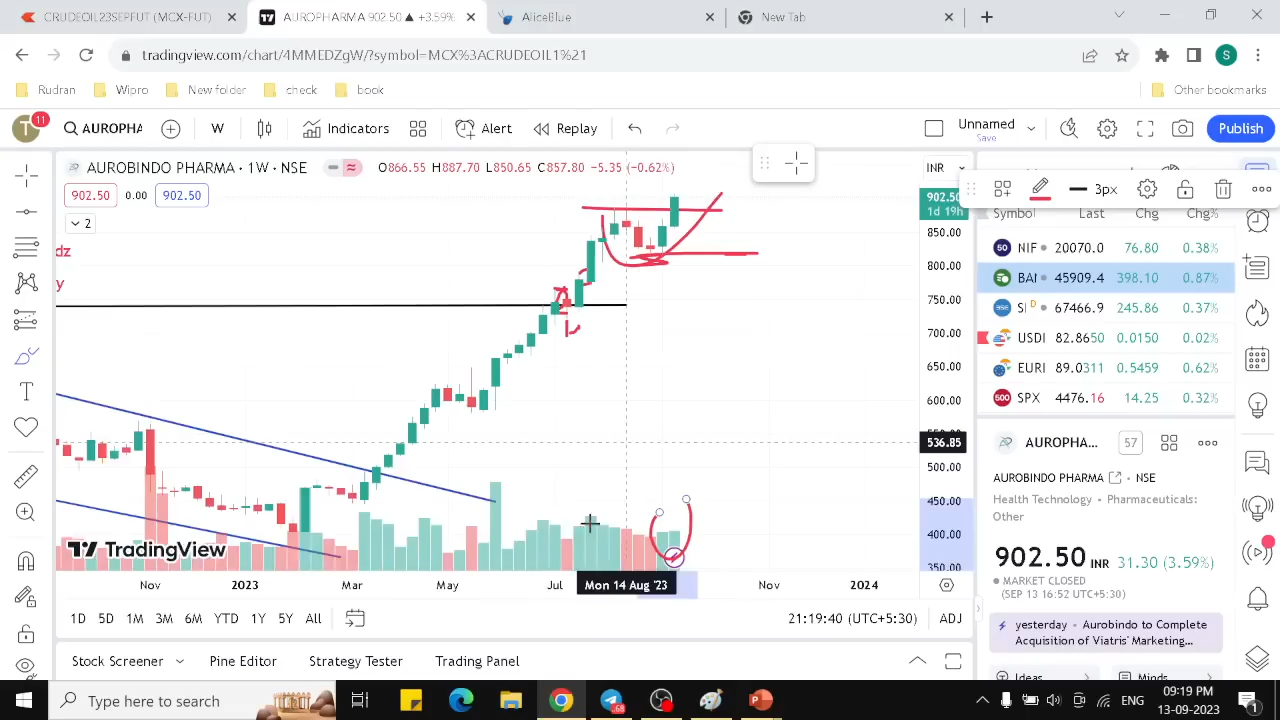 CRUDEOIL23SEPFUT (MCX-FUT
AUROPHARMA 902.50 ▲ +3.59%
AliceBlue
New Tab
tradingview.com/chart/4MMEDZgW/?symbol=MCX%3ACRUDEOIL1%21
S
Rudran
Wipro
New folder
check
book
Other bookmarks
T
11
AUROPHA
W
Indicators
Alert
Replay
Unnamed
Save
Publish
AUROBINDO PHARMA · 1W · NSE
O866.55 H887.70 L850.65 C857.80 -5.35 (-0.62%)
INR
3px
902.50
0.00
902.50
902.50
1d 19h
Symbol
Last
Chg
Chg%
2
dz
y
850.00
800.00
750.00
700.00
650.00
600.00
536.85
500.00
450.00
400.00
350.00
50 NIF 20070.0 76.80 0.38%
BAI 45909.4 398.10 0.87%
D 67466.9 245.86 0.37%
USDI 82.8650 0.0150 0.02%
EURI 89.0311 0.5459 0.62%
500 SPX 4476.16 14.25 0.32%
AUROPHA...
57
AUROBINDO PHARMA
NSE
Health Technology • Pharmaceuticals:
Other
902.50 INR 31.30 (3.59%)
MARKET CLOSED
(SEP 13 16:52 UTC+5:30)
yesterday • Aurobindo to Complete
Acquisition of Viatris' Marketing...
Ideas
Minds
TradingView
Nov
2023
Mar
May
Jul
Mon 14 Aug '23
Nov
2024
1D
5D
1M
3M
6M
YTD
1Y
5Y
All
21:19:40 (UTC+5:30)
ADJ
Stock Screener
Pine Editor
Strategy Tester
Trading Panel
Type here to search
68
ENG
09:19 PM
13-09-2023
1